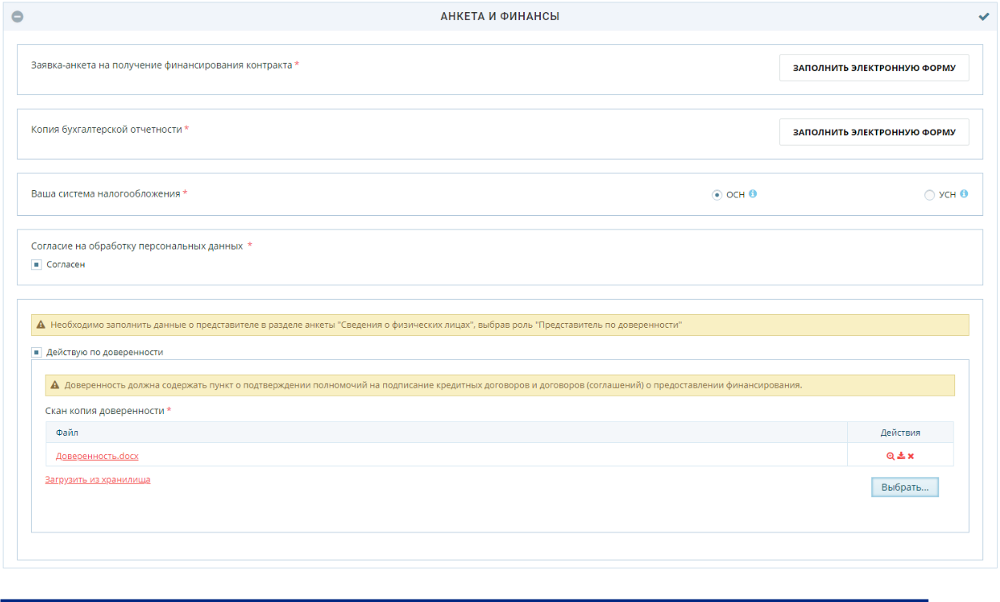 АНКЕТА И ФИНАНСЫ
Заявка-анкета на получение финансирования контракта *
ЗАПОЛНИТЬ ЭЛЕКТРОННУЮ ФОРМУ
Копия бухгалтерской отчетности *
ЗАПОЛНИТЬ ЭЛЕКТРОННУЮ ФОРМУ
Ваша система налогообложения *
ОСН
УСН
Согласие на обработку персональных данных *
Согласен
Необходимо заполнить данные о представителе в разделе анкеты "Сведения о физических лицах", выбрав роль "Представитель по доверенности"
Действую по доверенности
Доверенность должна содержать пункт о подтверждении полномочий на подписание кредитных договоров и договоров (соглашений) о предоставлении финансирования.
Скан копия доверенности *
Файл
Действия
Доверенность.docx
Загрузить из хранилища
Выбрать...